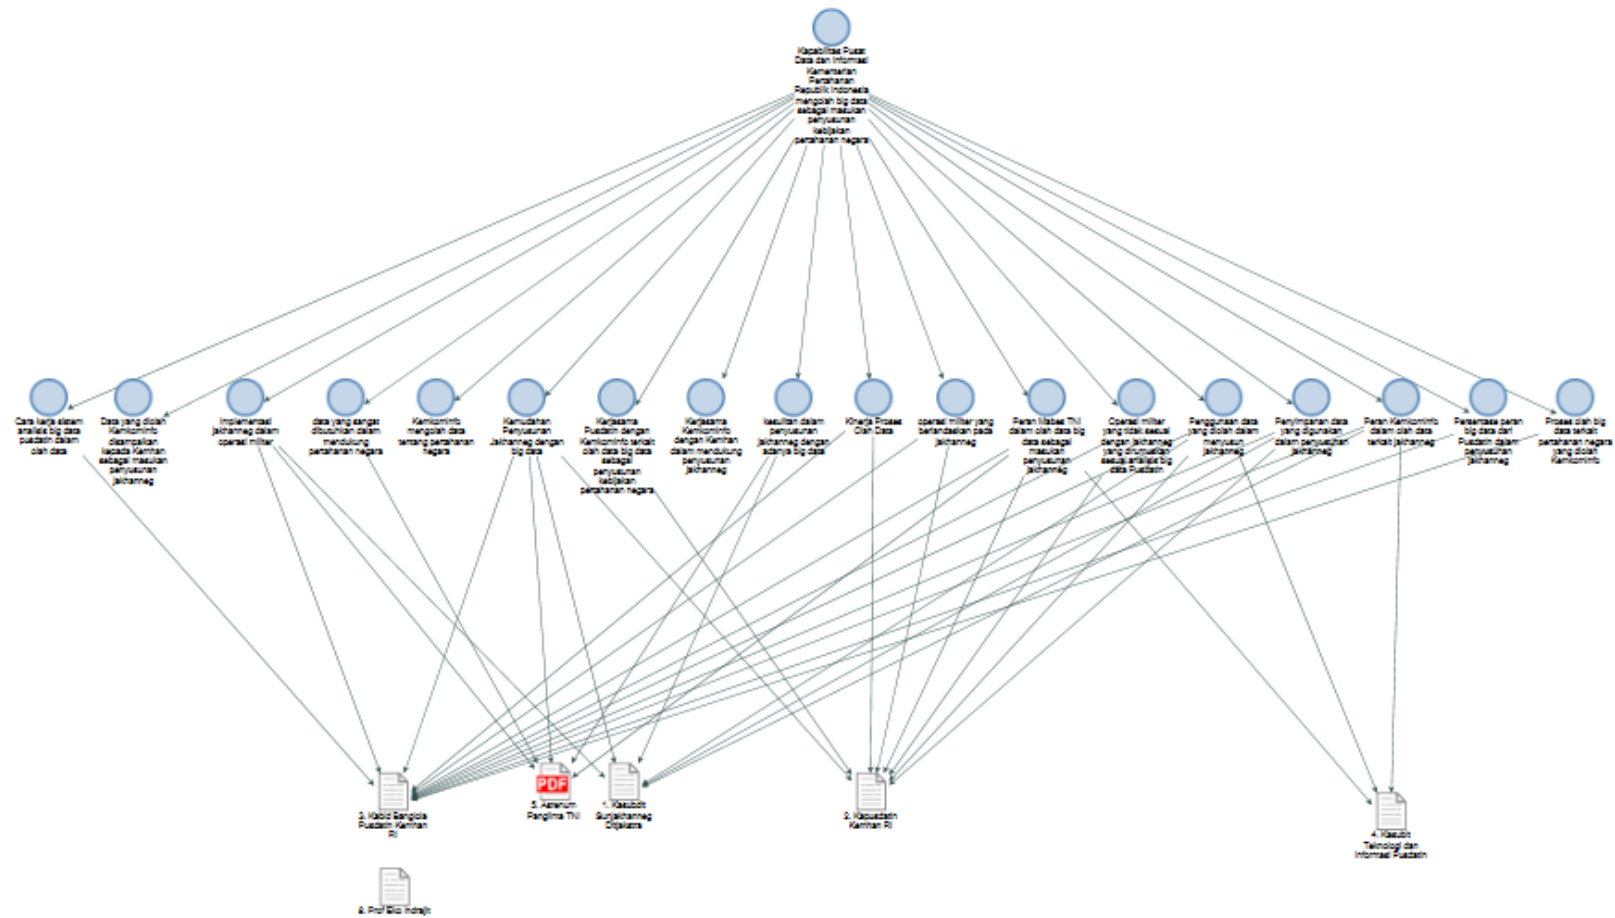 Kapabilitas Pusat
Data dan Informasi
Kementerian
Pertahanan
Republik Indonesia
mengolah big data
sebagai masukan
penyusunan
kebijakan
pertahanan negara
Cara kerja sistem
analisis big data
pusdatin dalam
olah data
Data yang diolah
Kemkominfo
disampaikan
kepada Kemhan
sebagai masukan
penyusunan
jakhanneg
Implementasi
jakhanneg dalam
operasi militer
data yang sangat
dibutuhkan dalam
mendukung
pertahanan negara
Kemkominfo
mengolah data
tentang pertahanan
negara
Kemudahan
Penyusunan
Jakhanneg dengan
big data
Kerjasama
Pusdatin dengan
Kemkominfo terkait
olah data big data
sebagai
penyusunan
kebijakan
pertahanan negara
Kerjasama
Kemkominfo
dengan Kemhan
dalam mendukung
penyusunan
jakhanneg
kesulitan dalam
penyusunan
jakhanneg dengan
adanya big data
Kinerja Proses
Olah Data
operasi militer yang
berlandaskan pada
jakhanneg
Peran Mabes TNI
dalam olah data big
data sebagai
masukan
penyusunan
jakhanneg
Operasi militer
yang tidak sesuai
dengan jakhanneg
yang dirumuskan
sesuai analisis big
data Pusdatin
Penggunaan data
yang diolah dalam
menyusun
jakhanneg
Penyimpanan data
yang digunakan
dalam penyusunan
jakhanneg
Peran Kemkominfo
dalam olah data
terkait jakhanneg
Persentase peran
big data dari
Pusdatin dalam
penyusunan
jakhanneg
Proses olah big
data terkait
pertahanan negara
yang diolah
Kemkominfo
3. Kabid Banglola
Pusdatin Kemhan
RI
5. Asrenum
Panglima TNI
1. Kasubdit
Sunjakhanneg
Ditjakstra
2. Kapusdatin
Kemhan RI
4. Kasubit
Teknologi dan
Informasi Pusdatin
Prof Eko Indrajit